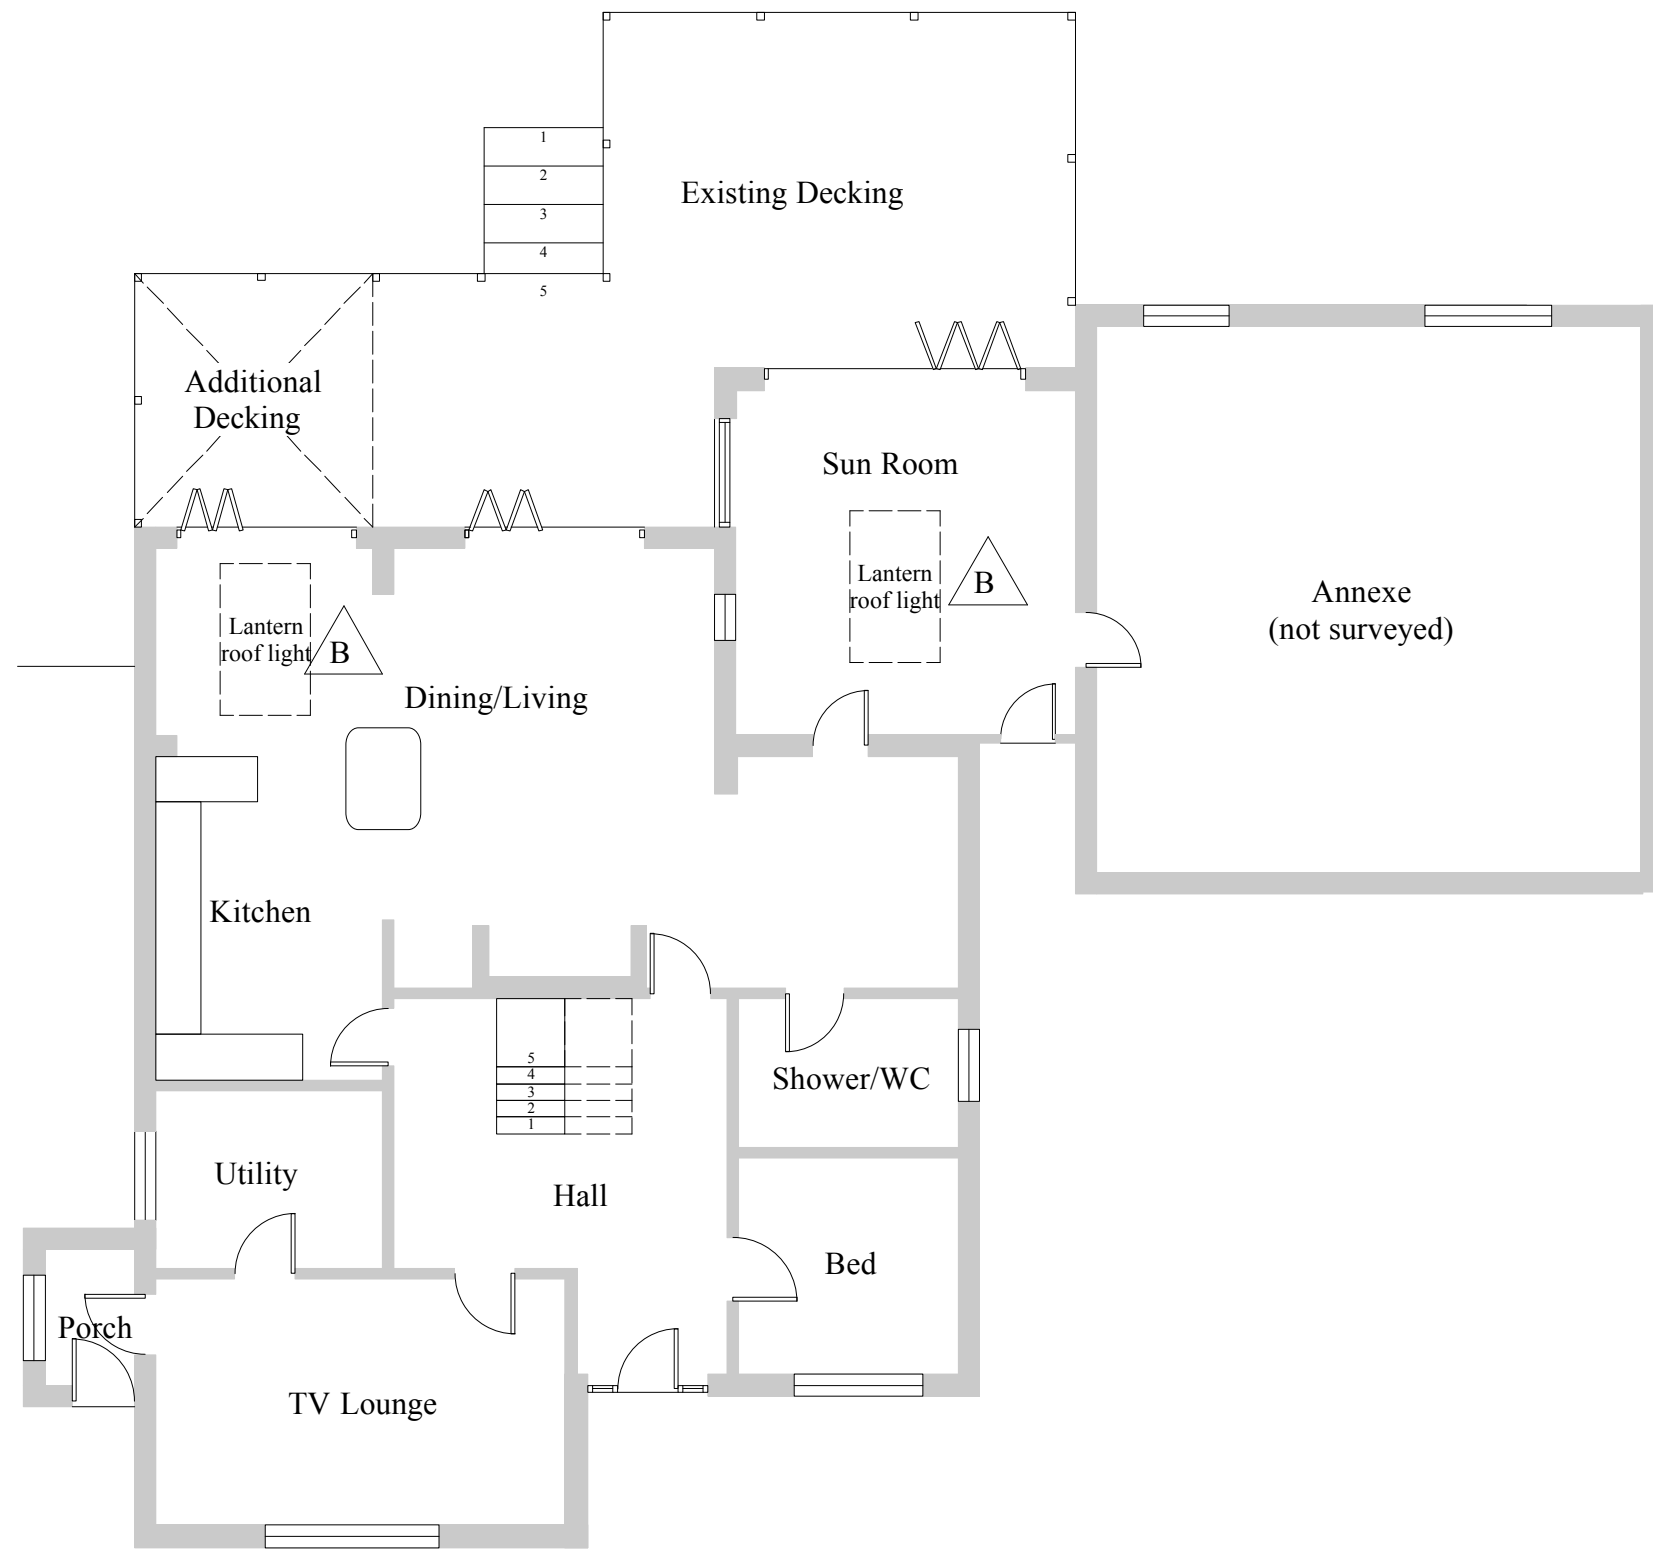 1
2
Existing Decking
3
4
5
Additional
Decking
Sun Room
Lantern
roof light
B
Annexe
(not surveyed)
Lantern
roof light
B
Dining/Living
Kitchen
5
4
3
2
1
Shower/WC
Utility
Hall
Bed
Porch
TV Lounge